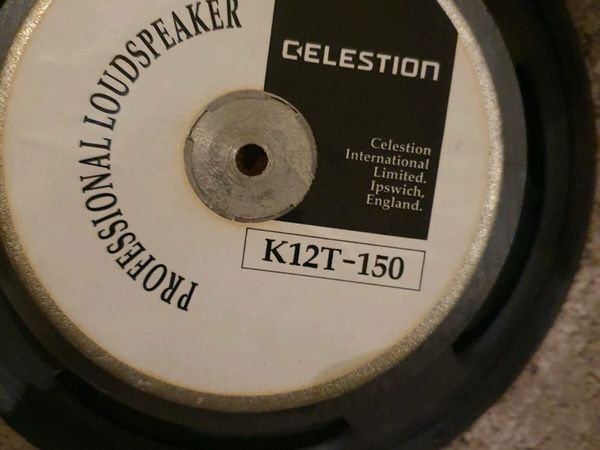 PROFESSIONAL LOUDSPEAKER
CELESTION
Celestion
International
Limited.
Ipswich,
England.
K12T-150